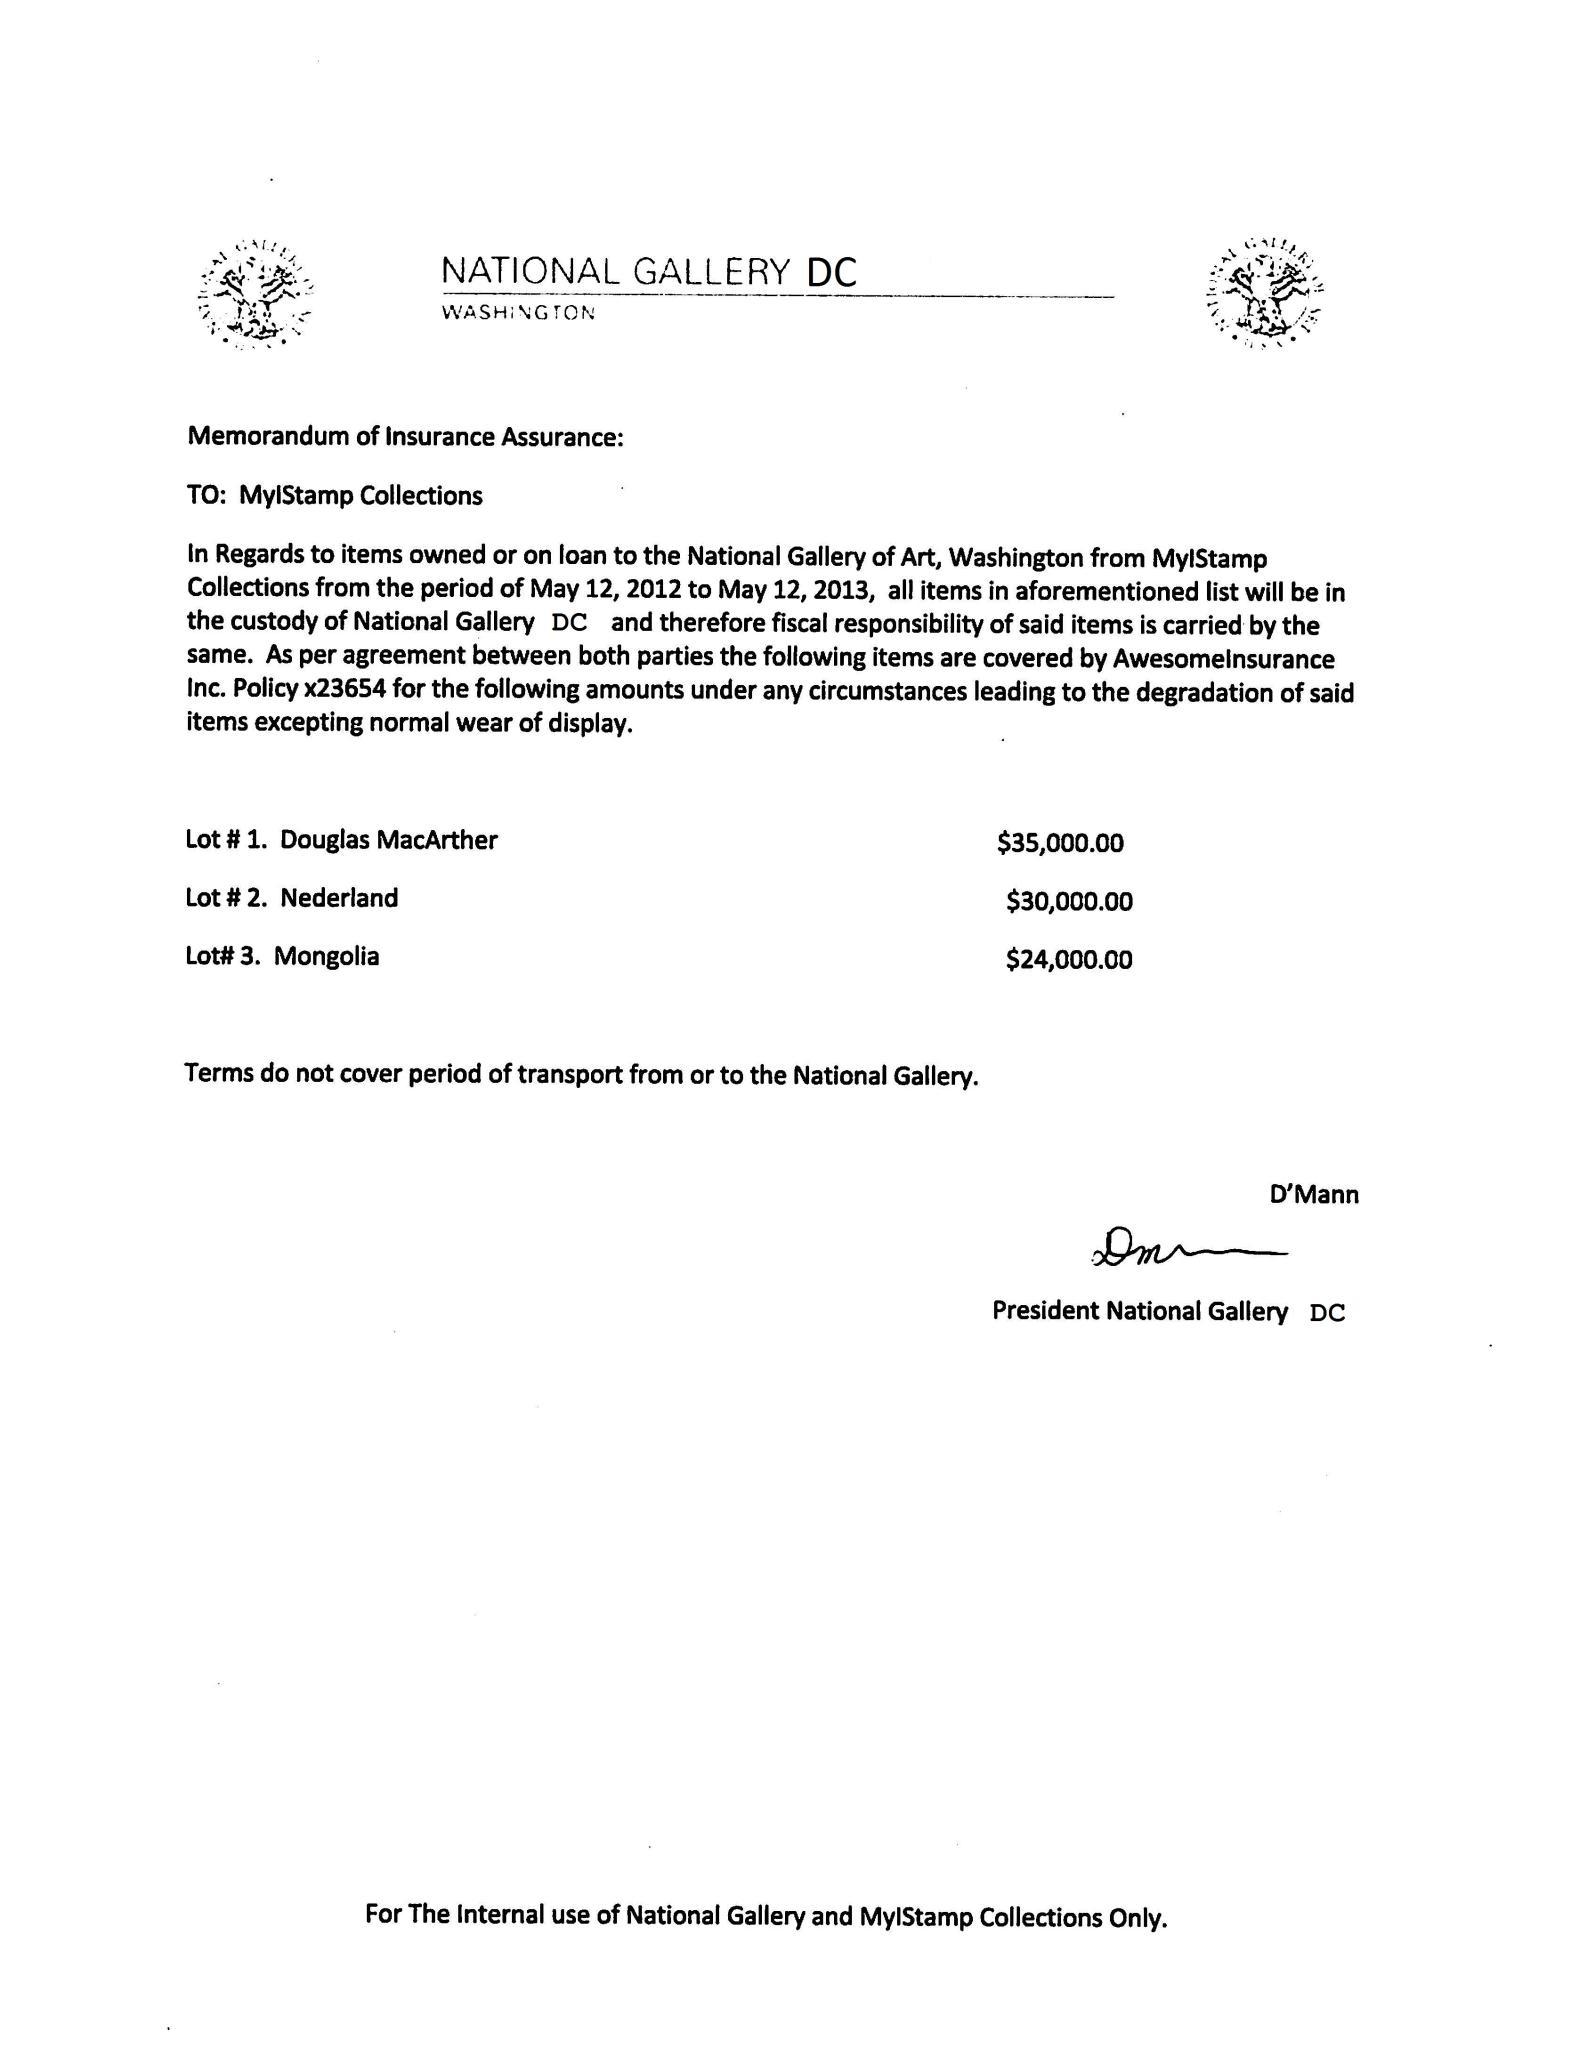 NATIONAL GALLERY DC
WASHINGTON
Memorandum of Insurance Assurance:
TO: MyIStamp Collections
In Regards to items owned or on loan to the National Gallery of Art, Washington from MyIStamp
Collections from the period of May 12, 2012 to May 12, 2013, all items in aforementioned list will be in
the custody of National Gallery DC and therefore fiscal responsibility of said items is carried by the
same. As per agreement between both parties the following items are covered by AwesomeInsurance
Inc. Policy x23654 for the following amounts under any circumstances leading to the degradation of said
items excepting normal wear of display.
Lot # 1. Douglas MacArther $35,000.00
Lot # 2. Nederland $30,000.00
Lot# 3. Mongolia $24,000.00
Terms do not cover period of transport from or to the National Gallery.
D'Mann
President National Gallery DC
For The Internal use of National Gallery and MyIStamp Collections Only.